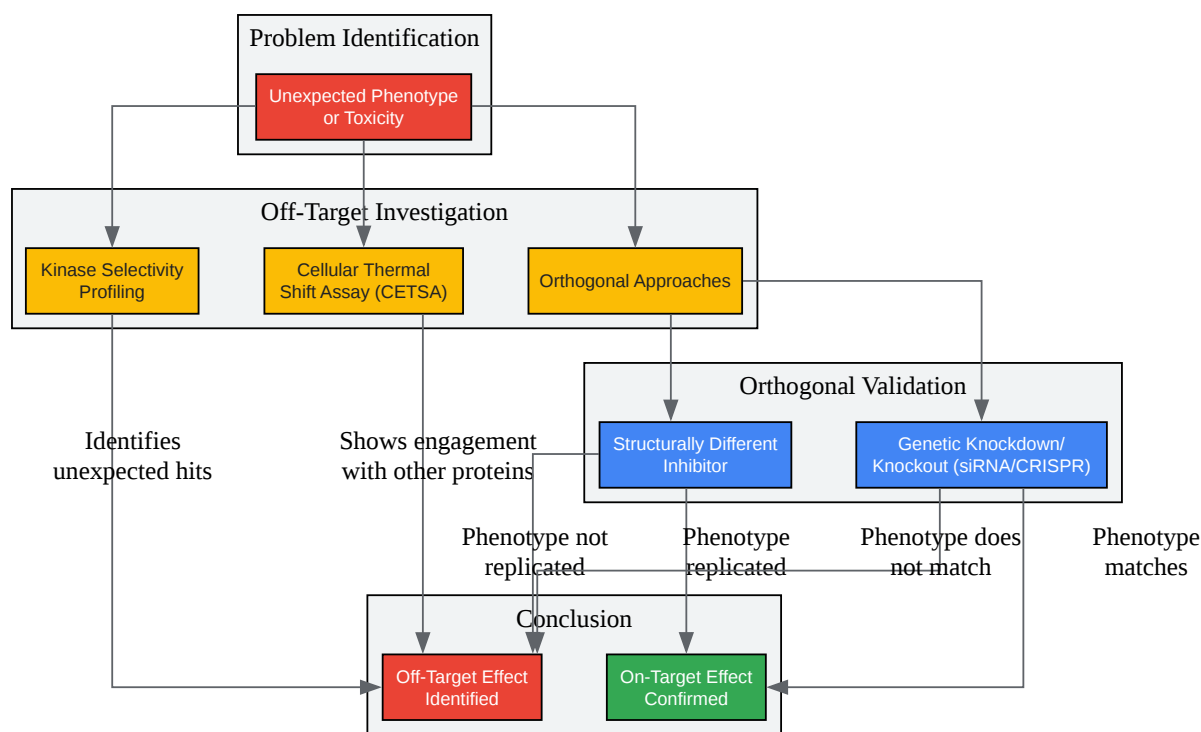 Problem Identification
Unexpected Phenotype
or Toxicity
Off-Target Investigation
Kinase Selectivity
Profiling
Cellular Thermal
Shift Assay (CETSA)
Orthogonal Approaches
Orthogonal Validation
Structurally Different
Inhibitor
Genetic Knockdown/
Knockout (siRNA/CRISPR)
Identifies
unexpected hits
Shows engagement
with other proteins
Phenotype not
replicated
Phenotype
replicated
Phenotype does
not match
Phenotype
matches
Conclusion
Off-Target Effect
Identified
On-Target Effect
Confirmed